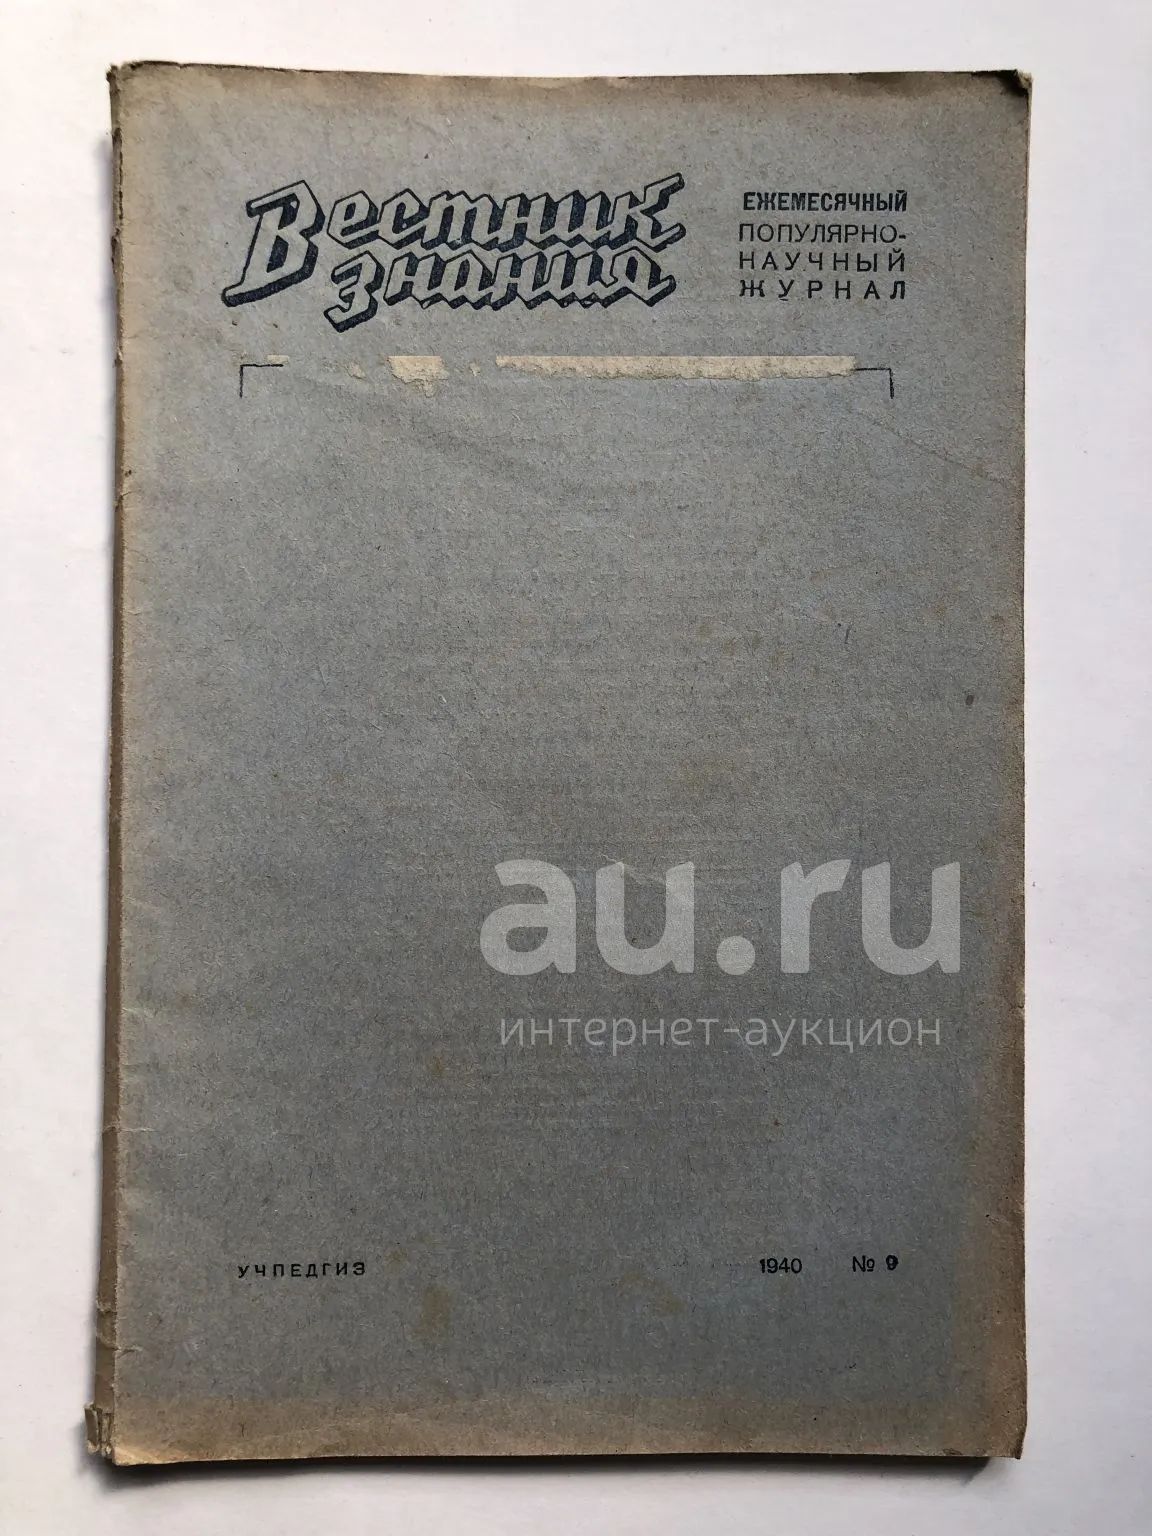 Вестник
знания
ЕЖЕМЕСЯЧНЫЙ
ПОПУЛЯРНО-
НАУЧНЫЙ
ЖУРНАЛ
au.ru
интернет-аукцион
УЧПЕДГИЗ
1940 № 9